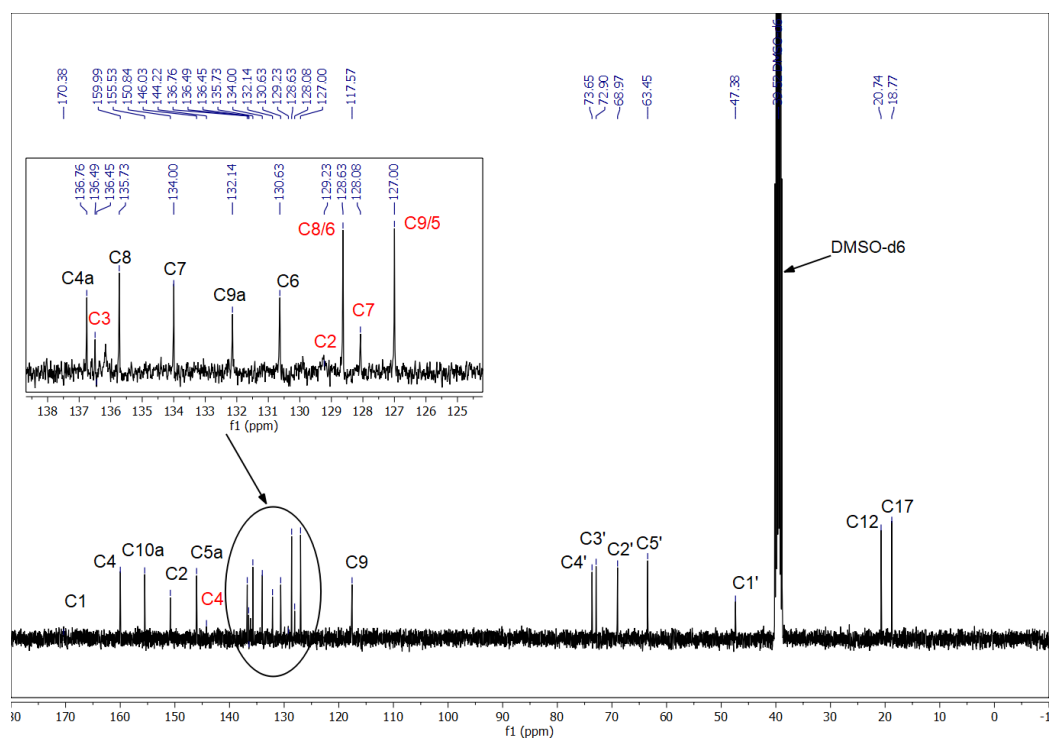 170.38 159.99 155.53 150.84 146.03 144.22 136.76 136.49 136.45 135.73 134.00 132.14 130.63 129.23 128.63 128.08 127.00 117.57 73.65 72.90 68.97 63.45 47.38 20.74 18.77
136.76 136.49 136.45 135.73 134.00 132.14 130.63 129.23 128.63 128.08 127.00
C8/6 C9/5
C8 C7 C6
C4a C9a C7
C3 C2
138 137 136 135 134 133 132 131 130 129 128 127 126 125
f1 (ppm)
DMSO-d6
C12 C17
C10a C5a
C4 C2 C9
C3'
C4' C2' C5'
C1 C4 C1'
170 160 150 140 130 120 110 100 90 80 70 60 50 40 30 20 10 0
f1 (ppm)